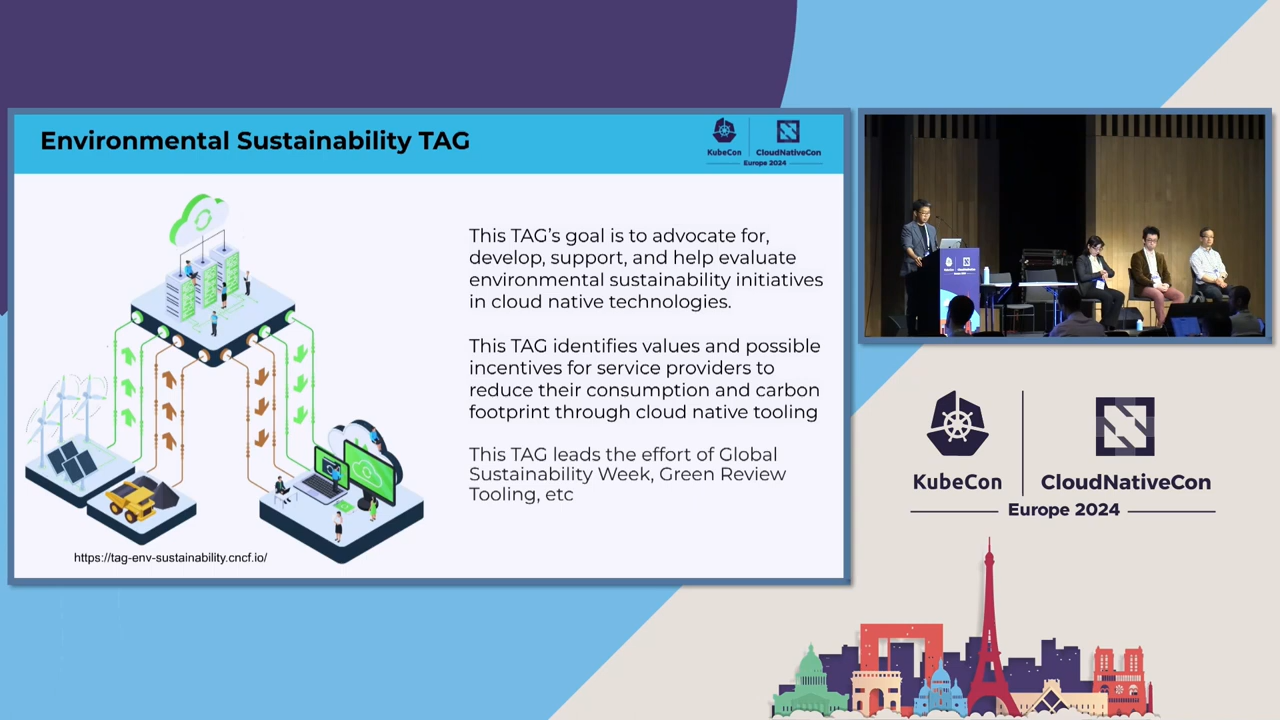 Environmental Sustainability TAG
KubeCon
CloudNativeCon
Europe 2024
This TAG's goal is to advocate for,
develop, support, and help evaluate
environmental sustainability initiatives
in cloud native technologies.
This TAG identifies values and possible
incentives for service providers to
reduce their consumption and carbon
footprint through cloud native tooling
This TAG leads the effort of Global
Sustainability Week, Green Review
Tooling, etc
https://tag-env-sustainability.cncf.io/
KubeCon
CloudNativeCon
KubeCon
CloudNativeCon
Europe 2024